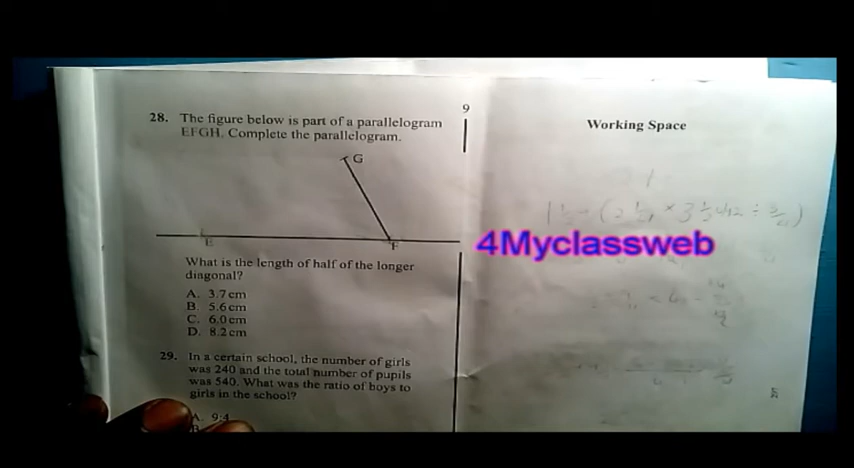 9
28. The figure below is part of a parallelogram
EFGH. Complete the parallelogram.
G
E
F
What is the length of half of the longer
diagonal?
A. 3.7 cm
B. 5.6 cm
C. 6.0 cm
D. 8.2 cm
29. In a certain school, the number of girls
was 240 and the total number of pupils
was 540. What was the ratio of boys to
girls in the school?
A. 9:4
B.
Working Space
4Myclassweb